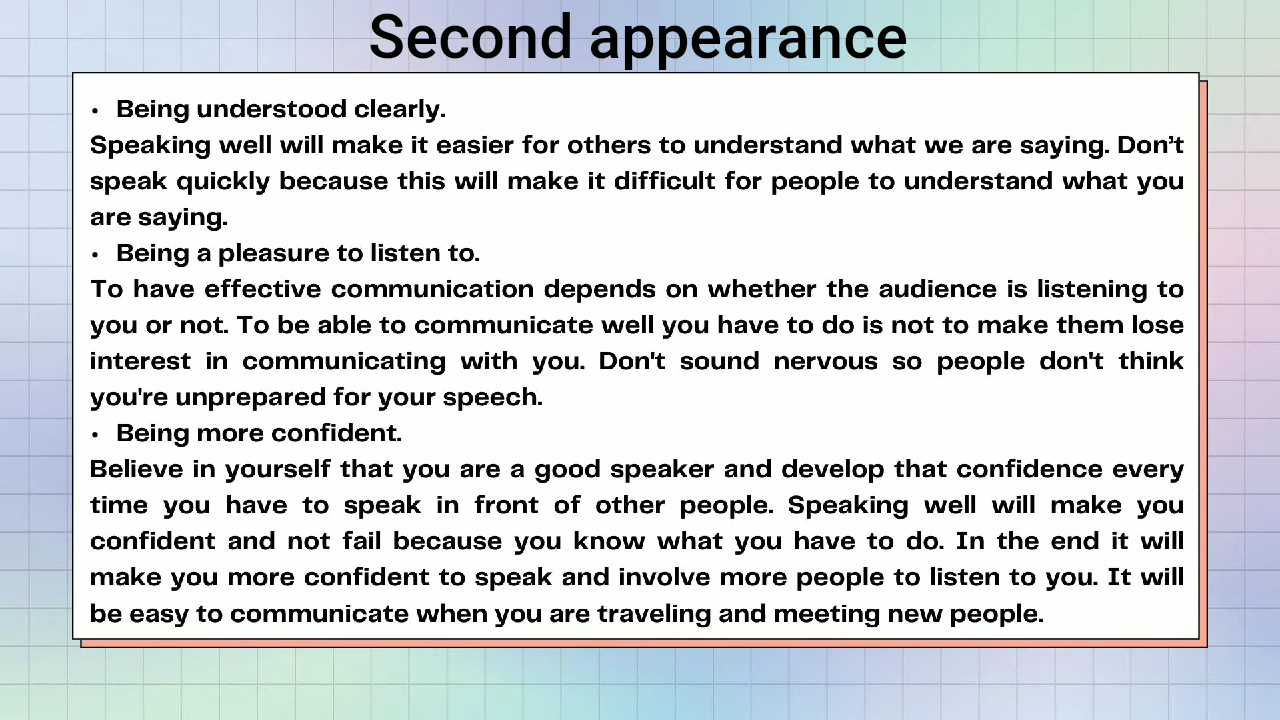 Second appearance
• Being understood clearly.
Speaking well will make it easier for others to understand what we are saying. Don’t
speak quickly because this will make it difficult for people to understand what you
are saying.
• Being a pleasure to listen to.
To have effective communication depends on whether the audience is listening to
you or not. To be able to communicate well you have to do is not to make them lose
interest in communicating with you. Don't sound nervous so people don't think
you're unprepared for your speech.
• Being more confident.
Believe in yourself that you are a good speaker and develop that confidence every
time you have to speak in front of other people. Speaking well will make you
confident and not fail because you know what you have to do. In the end it will
make you more confident to speak and involve more people to listen to you. It will
be easy to communicate when you are traveling and meeting new people.